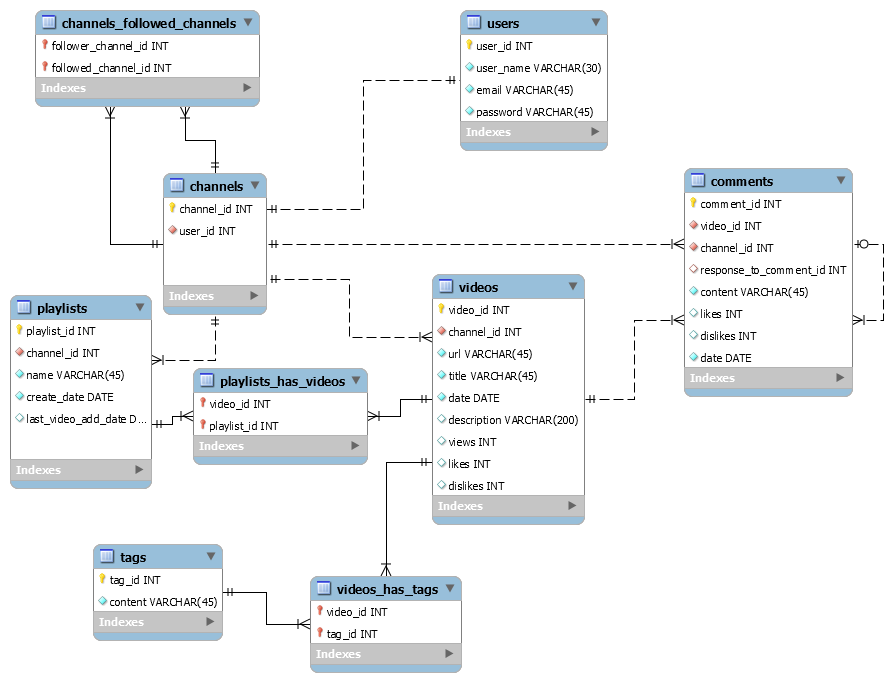 channels_followed_channels
follower_channel_id INT
followed_channel_id INT
Indexes
users
user_id INT
user_name VARCHAR(30)
email VARCHAR(45)
password VARCHAR(45)
Indexes
channels
channel_id INT
user_id INT
Indexes
comments
comment_id INT
video_id INT
channel_id INT
response_to_comment_id INT
content VARCHAR(45)
likes INT
dislikes INT
date DATE
Indexes
playlists
playlist_id INT
channel_id INT
name VARCHAR(45)
create_date DATE
last_video_add_date D...
Indexes
playlists_has_videos
video_id INT
playlist_id INT
Indexes
videos
video_id INT
channel_id INT
url VARCHAR(45)
title VARCHAR(45)
date DATE
description VARCHAR(200)
views INT
likes INT
dislikes INT
Indexes
tags
tag_id INT
content VARCHAR(45)
Indexes
videos_has_tags
video_id INT
tag_id INT
Indexes